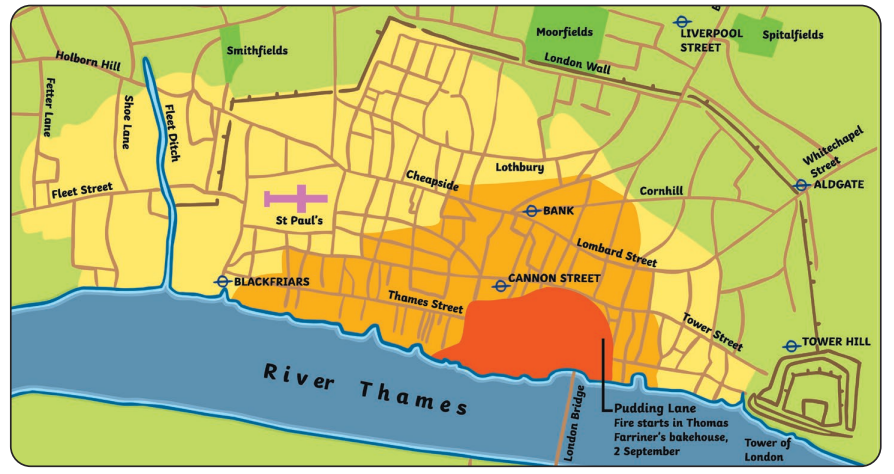 Moorfields
LIVERPOOL
STREET
Spitalfields
Smithfields
Holborn Hill
London Wall
Fetter Lane
Shoe Lane
Fleet Ditch
Whitechapel
Street
ALDGATE
Lothbury
Cheapside
Cornhill
Fleet Street
St Paul's
BANK
Lombard Street
BLACKFRIARS
CANNON STREET
Thames Street
Tower Street
TOWER HILL
River Thames
London Bridge
Pudding Lane
Fire starts in Thomas
Farriner's bakehouse,
2 September
Tower of
London